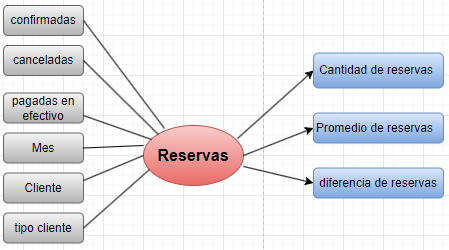 confirmadas
canceladas
pagadas en
efectivo
Mes
Cliente
tipo cliente
Reservas
Cantidad de reservas
Promedio de reservas
diferencia de reservas